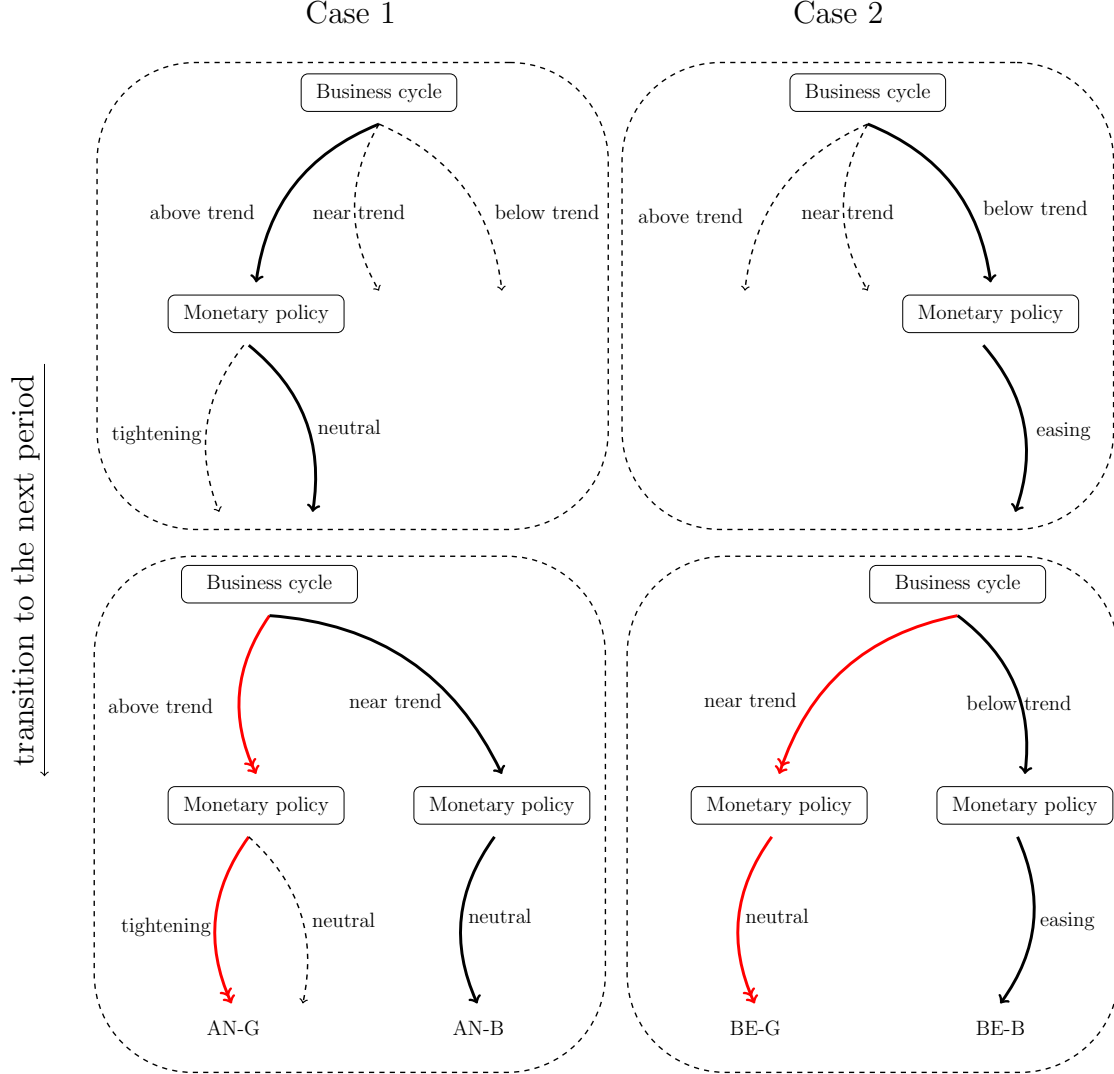 Case 1
Case 2
Business cycle
above trend
near trend
below trend
Monetary policy
tightening
neutral
Business cycle
above trend
near trend
below trend
Monetary policy
easing
transition to the next period
Business cycle
above trend
near trend
Monetary policy
Monetary policy
tightening
neutral
neutral
AN-G
AN-B
Business cycle
near trend
below trend
Monetary policy
Monetary policy
neutral
easing
BE-G
BE-B